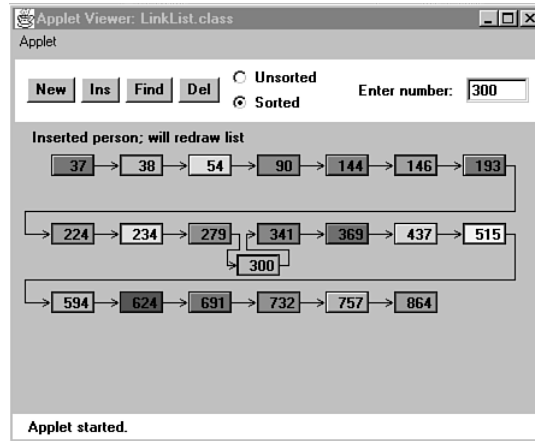 Applet Viewer: LinkList.class
Applet
New Ins Find Del Unsorted Sorted Enter number: 300
Inserted person; will redraw list
37 38 54 90 144 146 193
224 234 279 341 369 437 515
300
594 624 691 732 757 864
Applet started.